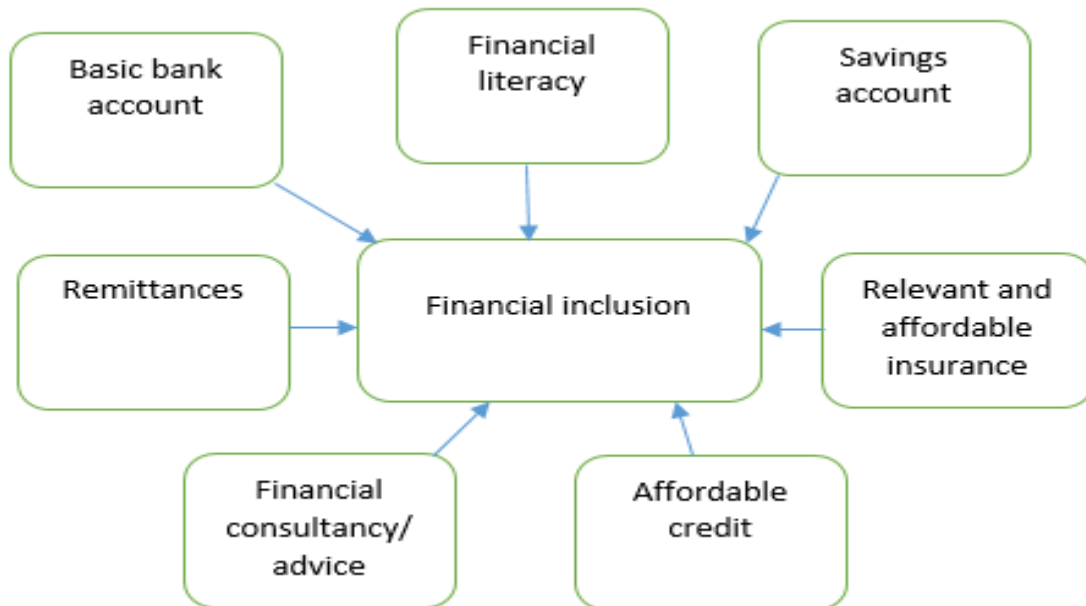 Basic bank
account
Financial
literacy
Savings
account
Remittances
Financial inclusion
Relevant and
affordable
insurance
Financial
consultancy/
advice
Affordable
credit